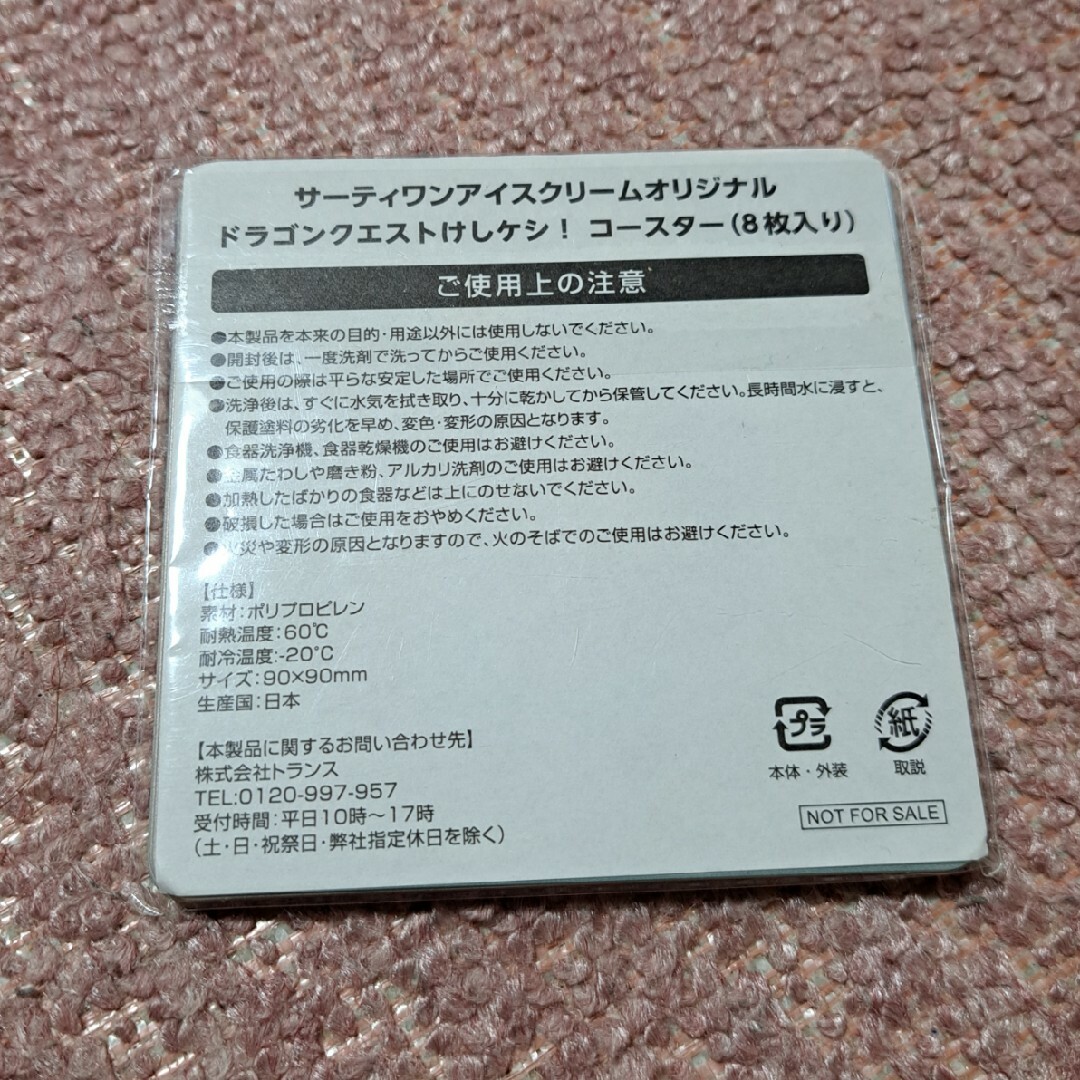 サーティワンアイスクリームオリジナル
ドラゴンクエストけしケシ! コースター(8枚入り)
ご使用上の注意
●本製品を本来の目的・用途以外には使用しないでください。
●開封後は、一度洗剤で洗ってからご使用ください。
●ご使用の際は平らな安定した場所でご使用ください。
●洗浄後は、すぐに水気を拭き取り、十分に乾かしてから保管してください。長時間水に浸すと、
保護塗料の劣化を早め、変色・変形の原因となります。
●食器洗浄機、食器乾燥機のご使用はお避けください。
●金属たわしや磨き粉、アルカリ洗剤のご使用はお避けください。
●加熱したばかりの食器などは上にのせないでください。
●破損した場合はご使用をおやめください。
●火災や変形の原因となりますので、火のそばでのご使用はお避けください。
【仕様】
素材:ポリプロピレン
耐熱温度:60℃
耐冷温度:-20℃
サイズ:90×90mm
生産国:日本
【本製品に関するお問い合わせ先】
株式会社トランス
TEL:0120-997-957
受付時間:平日10時〜17時
(土・日・祝祭日・弊社指定休日を除く)
プラ
本体・外装
紙
取説
NOT FOR SALE